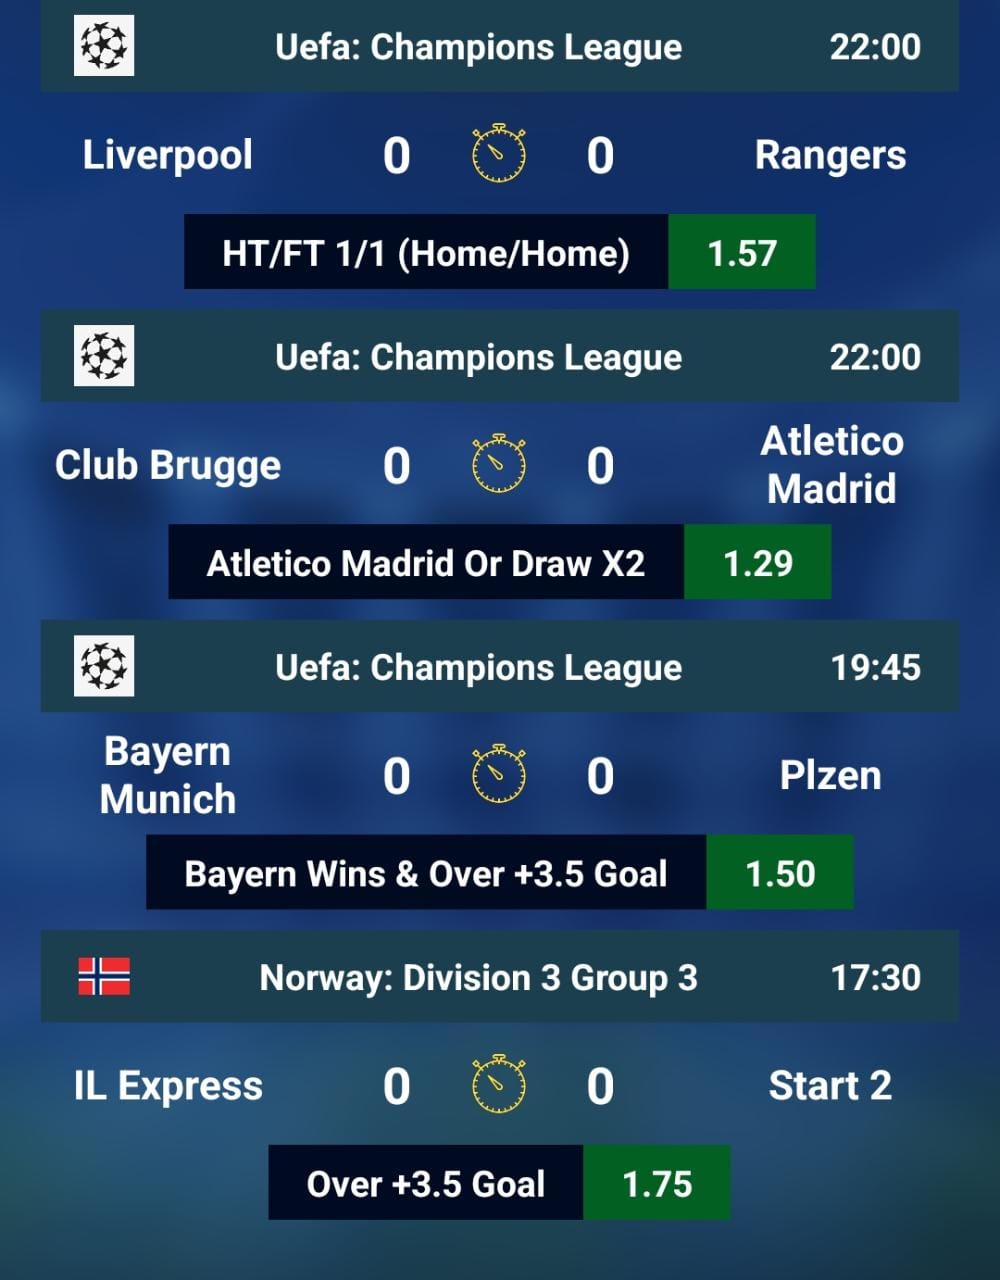 Uefa: Champions League 22:00
Liverpool 0 0 Rangers
HT/FT 1/1 (Home/Home) 1.57
Uefa: Champions League 22:00
Club Brugge 0 0 Atletico
Madrid
Atletico Madrid Or Draw X2 1.29
Uefa: Champions League 19:45
Bayern
Munich 0 0 Plzen
Bayern Wins & Over +3.5 Goal 1.50
Norway: Division 3 Group 3 17:30
IL Express 0 0 Start 2
Over +3.5 Goal 1.75